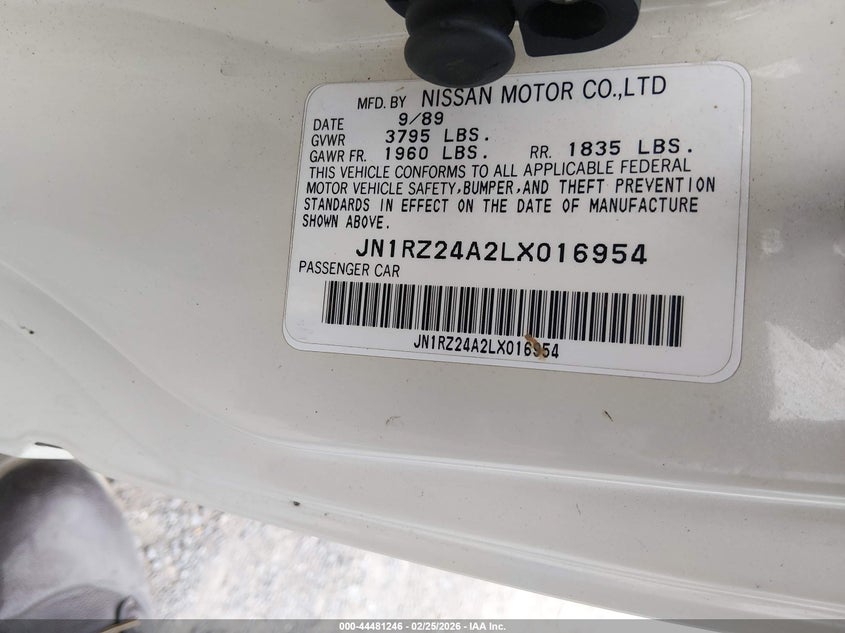 MFD. BY NISSAN MOTOR CO.,LTD
DATE 9/89
GVWR 3795 LBS.
GAWR FR. 1960 LBS. RR. 1835 LBS.
THIS VEHICLE CONFORMS TO ALL APPLICABLE FEDERAL
MOTOR VEHICLE SAFETY,BUMPER,AND THEFT PREVENTION
STANDARDS IN EFFECT ON THE DATE OF MANUFACTURE
SHOWN ABOVE.
JN1RZ24A2LX016954
PASSENGER CAR
JN1RZ24A2LX016954
000-44481246 - 02/25/2026 - IAA Inc.